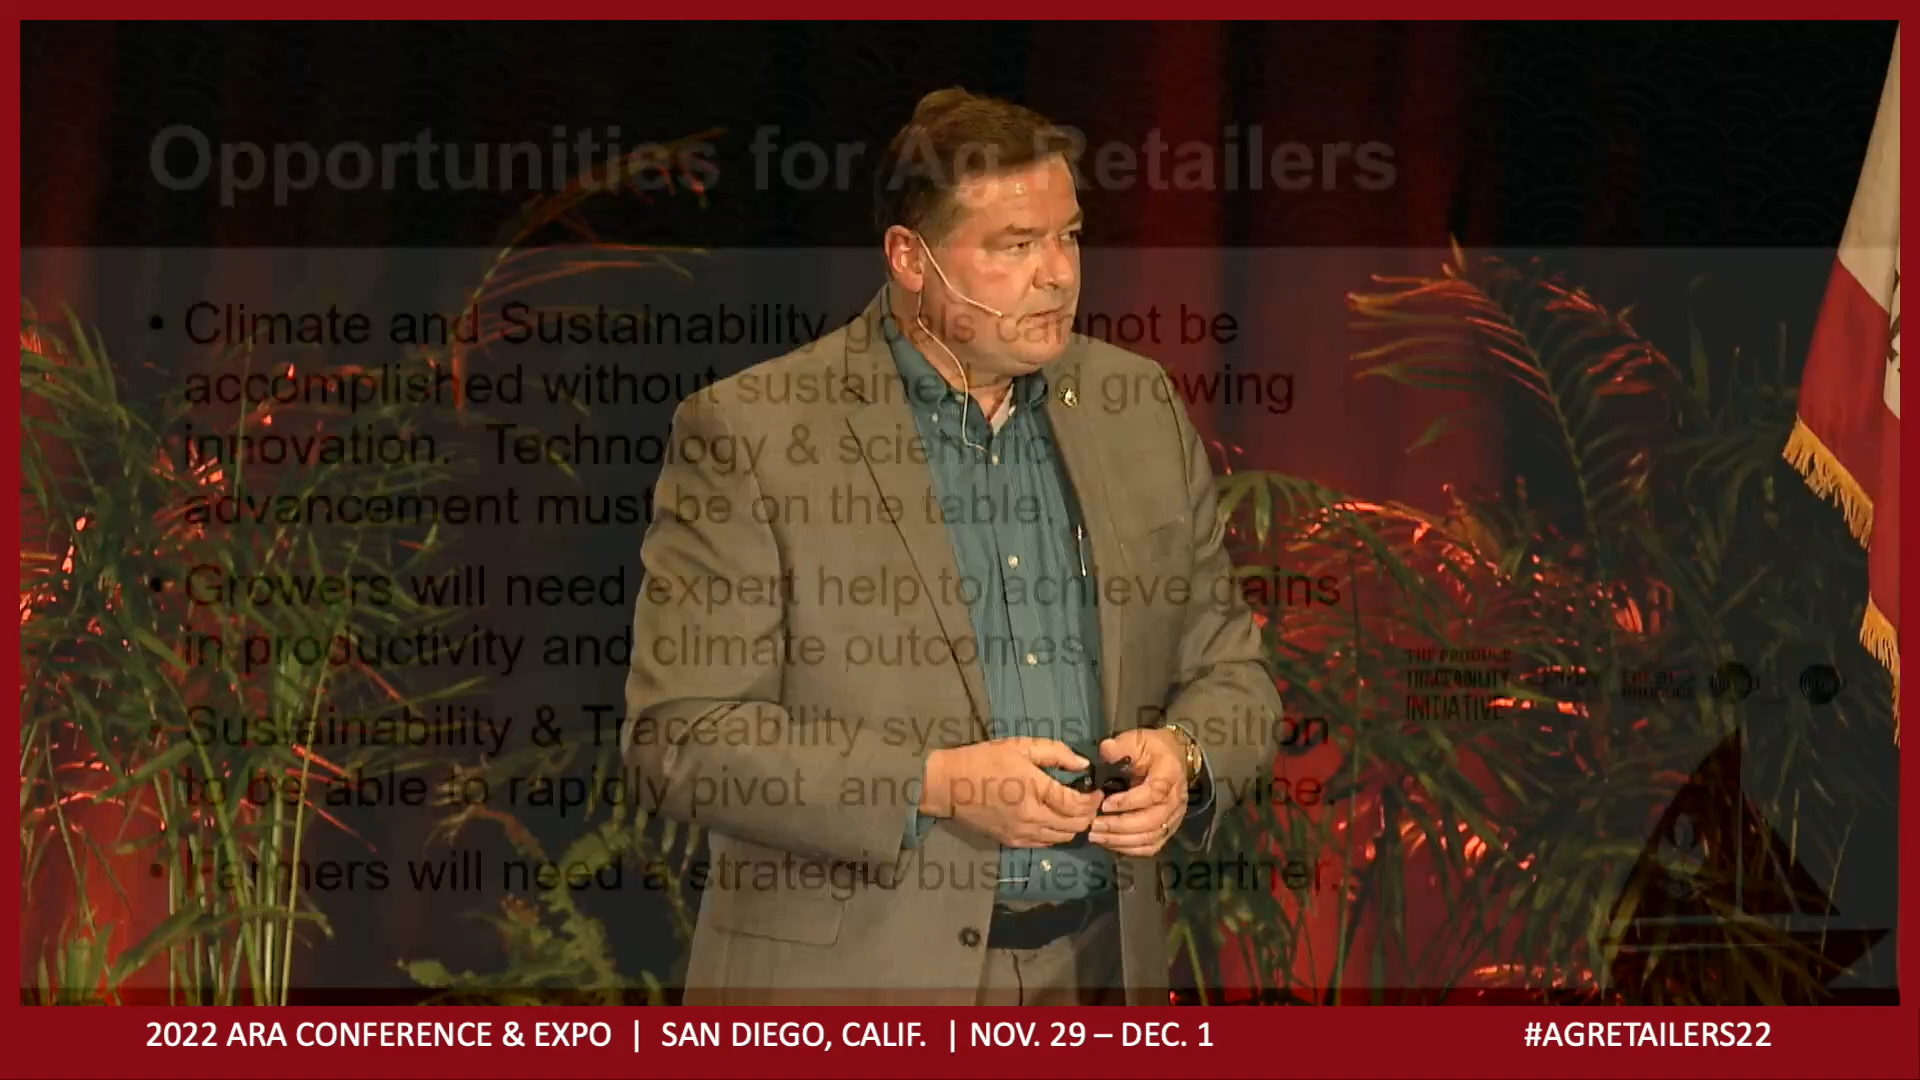 Opportunities for Ag Retailers
• Climate and Sustainability goals cannot be
accomplished without sustained and growing
innovation. Technology & scientific
advancement must be on the table.
• Growers will need expert help to achieve gains
in productivity and climate outcomes.
• Sustainability & Traceability systems. Position
to be able to rapidly pivot and provide service.
• Farmers will need a strategic business partner.
THE PRODUCE
TRACEABILITY
INITIATIVE
2022 ARA CONFERENCE & EXPO | SAN DIEGO, CALIF. | NOV. 29 – DEC. 1
#AGRETAILERS22